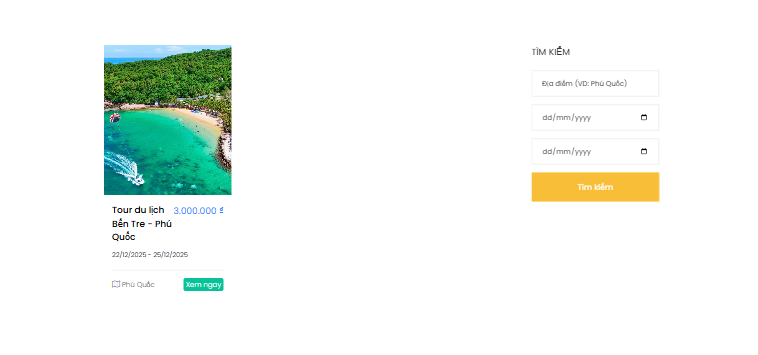 Tour du lịch
Bến Tre - Phú
Quốc
3.000.000 đ
22/12/2025 - 25/12/2025
Phú Quốc
Xem ngay
TÌM KIẾM
Địa điểm (VD: Phú Quốc)
dd/mm/yyyy
dd/mm/yyyy
Tìm kiếm